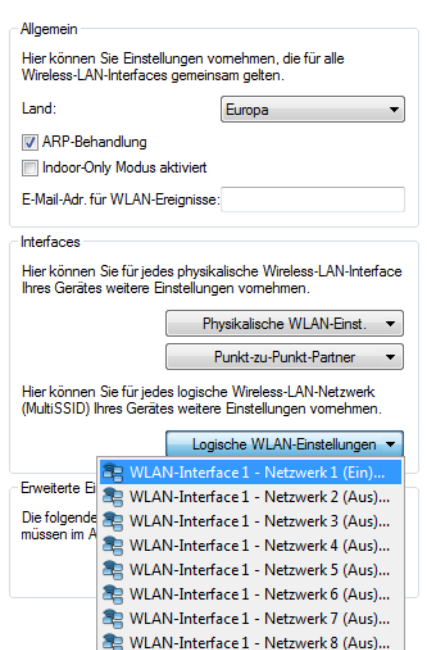 Allgemein
Hier können Sie Einstellungen vornehmen, die für alle
Wireless-LAN-Interfaces gemeinsam gelten.
Land:
Europa
ARP-Behandlung
Indoor-Only Modus aktiviert
E-Mail-Adr. für WLAN-Ereignisse:
Interfaces
Hier können Sie für jedes physikalische Wireless-LAN-Interface
Ihres Gerätes weitere Einstellungen vornehmen.
Physikalische WLAN-Einst.
Punkt-zu-Punkt-Partner
Hier können Sie für jedes logische Wireless-LAN-Netzwerk
(MultiSSID) Ihres Gerätes weitere Einstellungen vornehmen.
Logische WLAN-Einstellungen
WLAN-Interface 1 - Netzwerk 1 (Ein)...
Erweiterte Ei
WLAN-Interface 1 - Netzwerk 2 (Aus)...
Die folgende
WLAN-Interface 1 - Netzwerk 3 (Aus)...
müssen im A
WLAN-Interface 1 - Netzwerk 4 (Aus)...
WLAN-Interface 1 - Netzwerk 5 (Aus)...
WLAN-Interface 1 - Netzwerk 6 (Aus)...
WLAN-Interface 1 - Netzwerk 7 (Aus)...
WLAN-Interface 1 - Netzwerk 8 (Aus)...